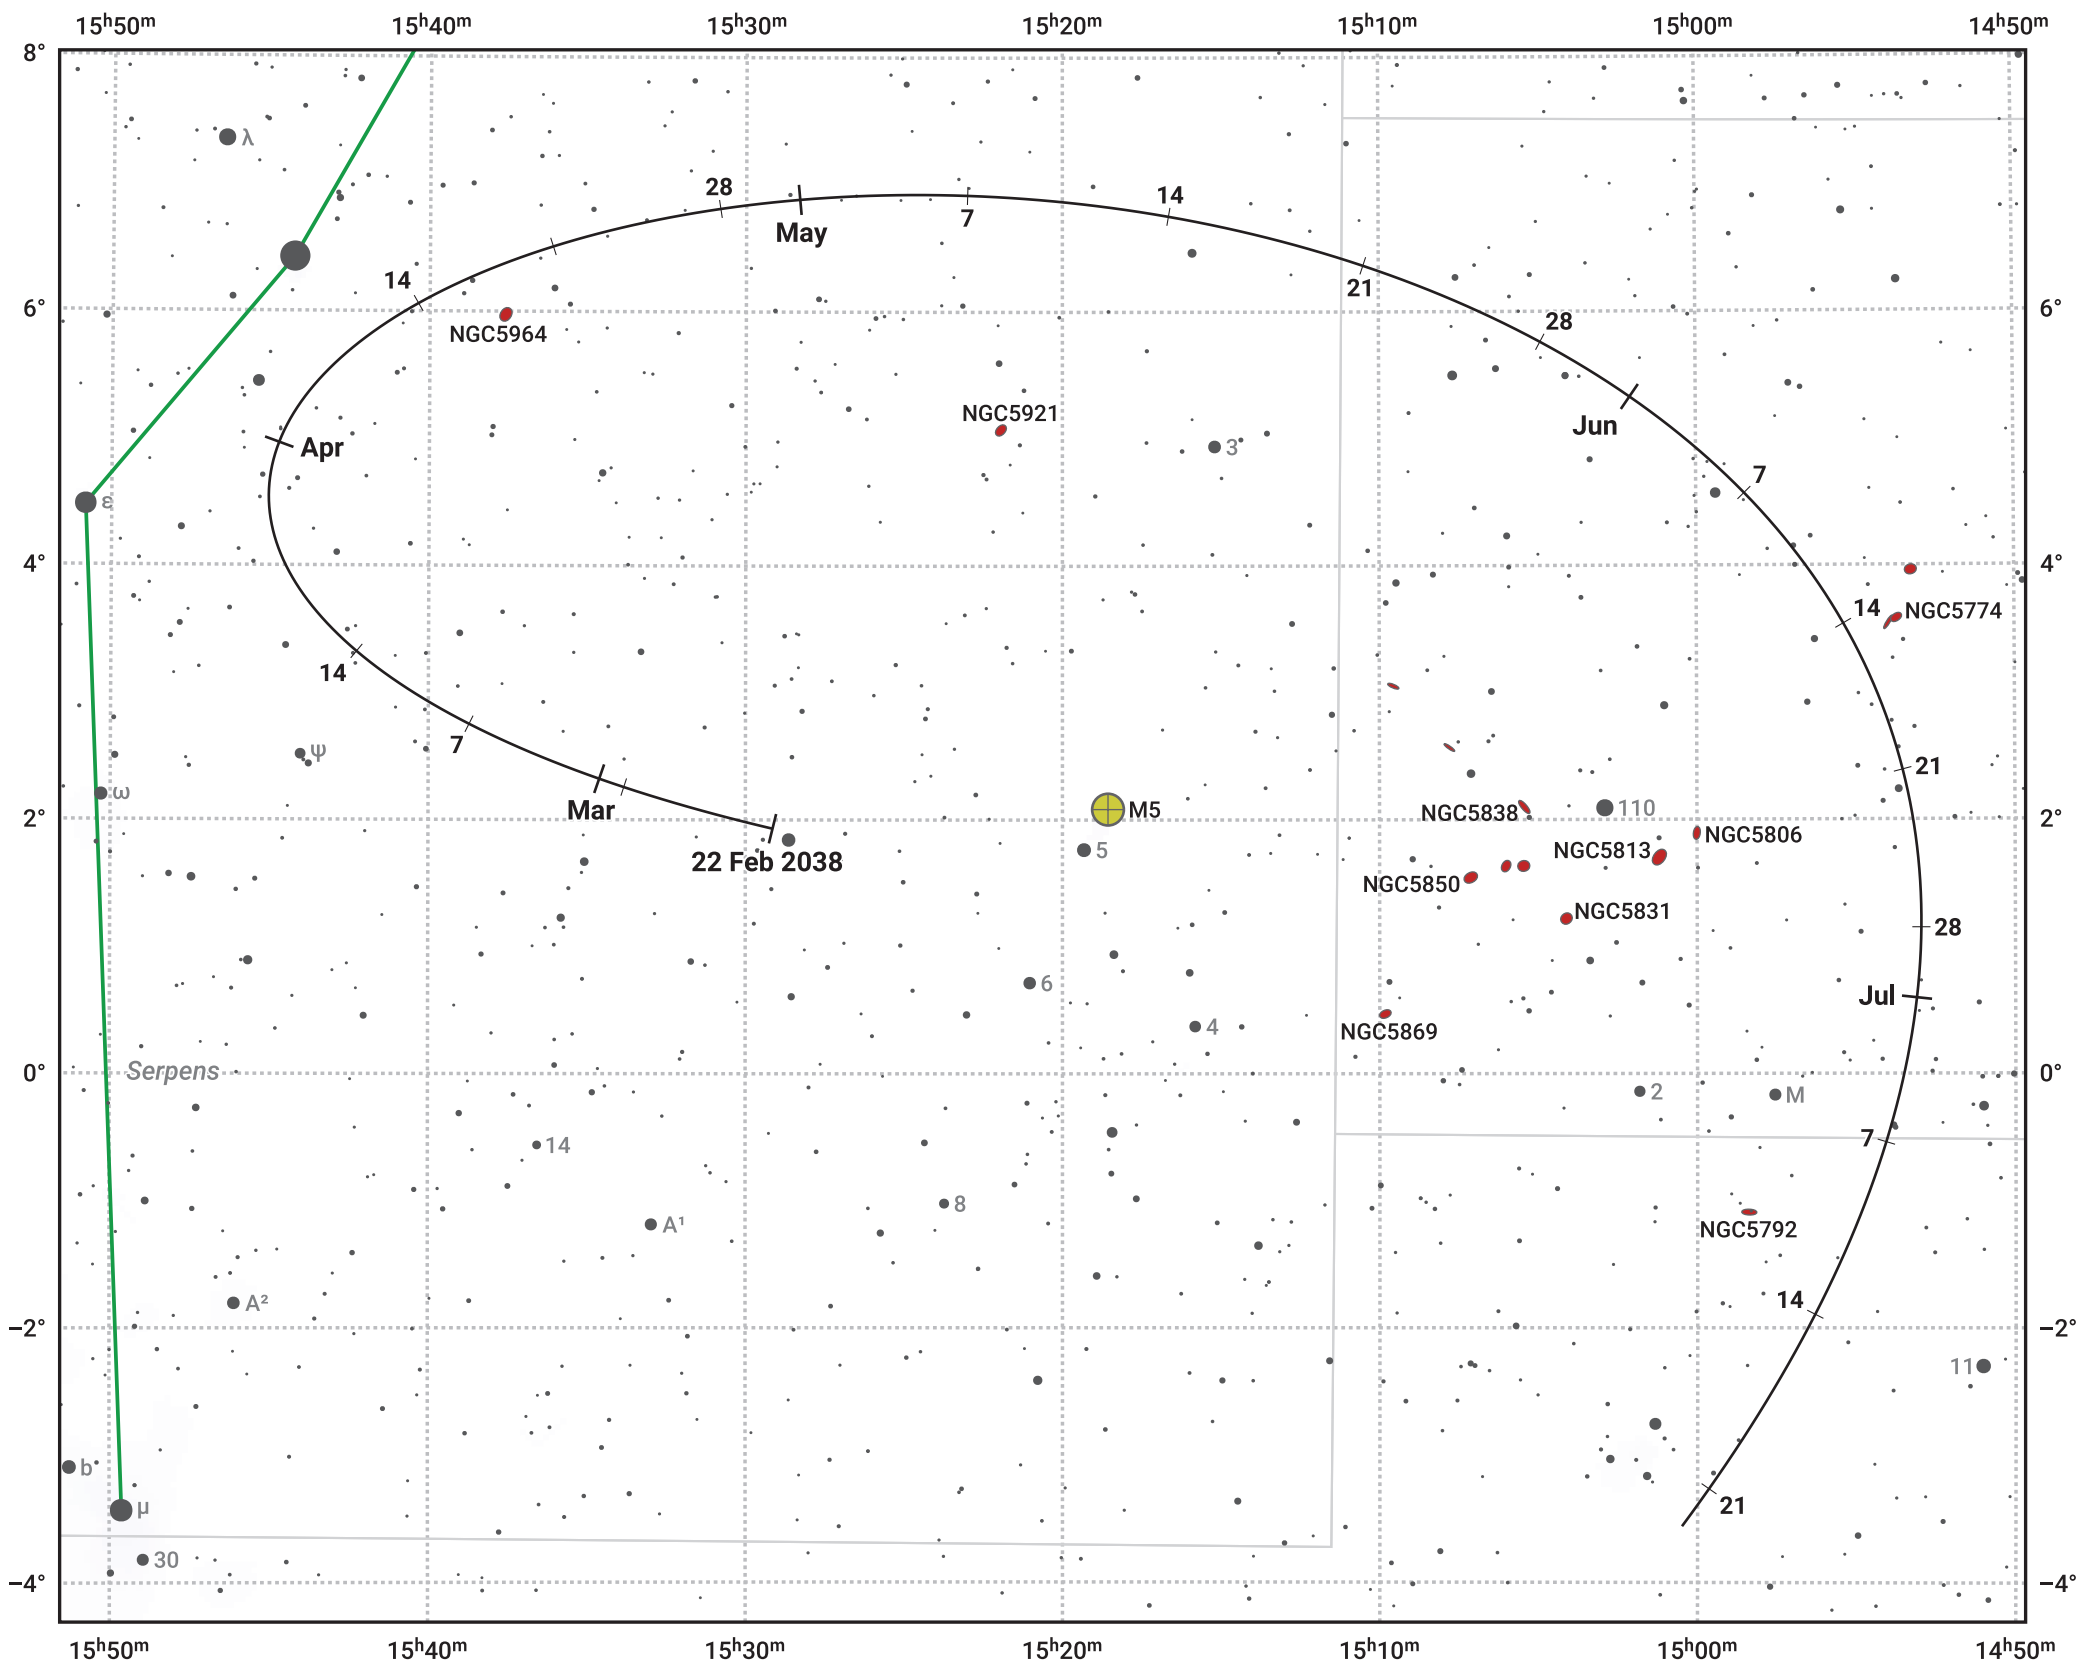 15ʰ50ᵐ 15ʰ40ᵐ 15ʰ30ᵐ 15ʰ20ᵐ 15ʰ10ᵐ 15ʰ00ᵐ 14ʰ50ᵐ
8°
λ
28
14
May
7
14
14
21
6° 6°
28
NGC5964
NGC5921
Jun
Apr
3
7
ε
4° 4°
14 NGC5774
14
7
ψ
21
ω
Mar
M5
NGC5838 110
2° 2°
NGC5806
5
NGC5813
22 Feb 2038
NGC5850
NGC5831
28
6
Jul
4
NGC5869
Serpens
0° 0°
2
M
14
7
8
A¹
NGC5792
A²
14
−2° −2°
11
b
μ
21
30
−4° −4°
15ʰ50ᵐ 15ʰ40ᵐ 15ʰ30ᵐ 15ʰ20ᵐ 15ʰ10ᵐ 15ʰ00ᵐ 14ʰ50ᵐ